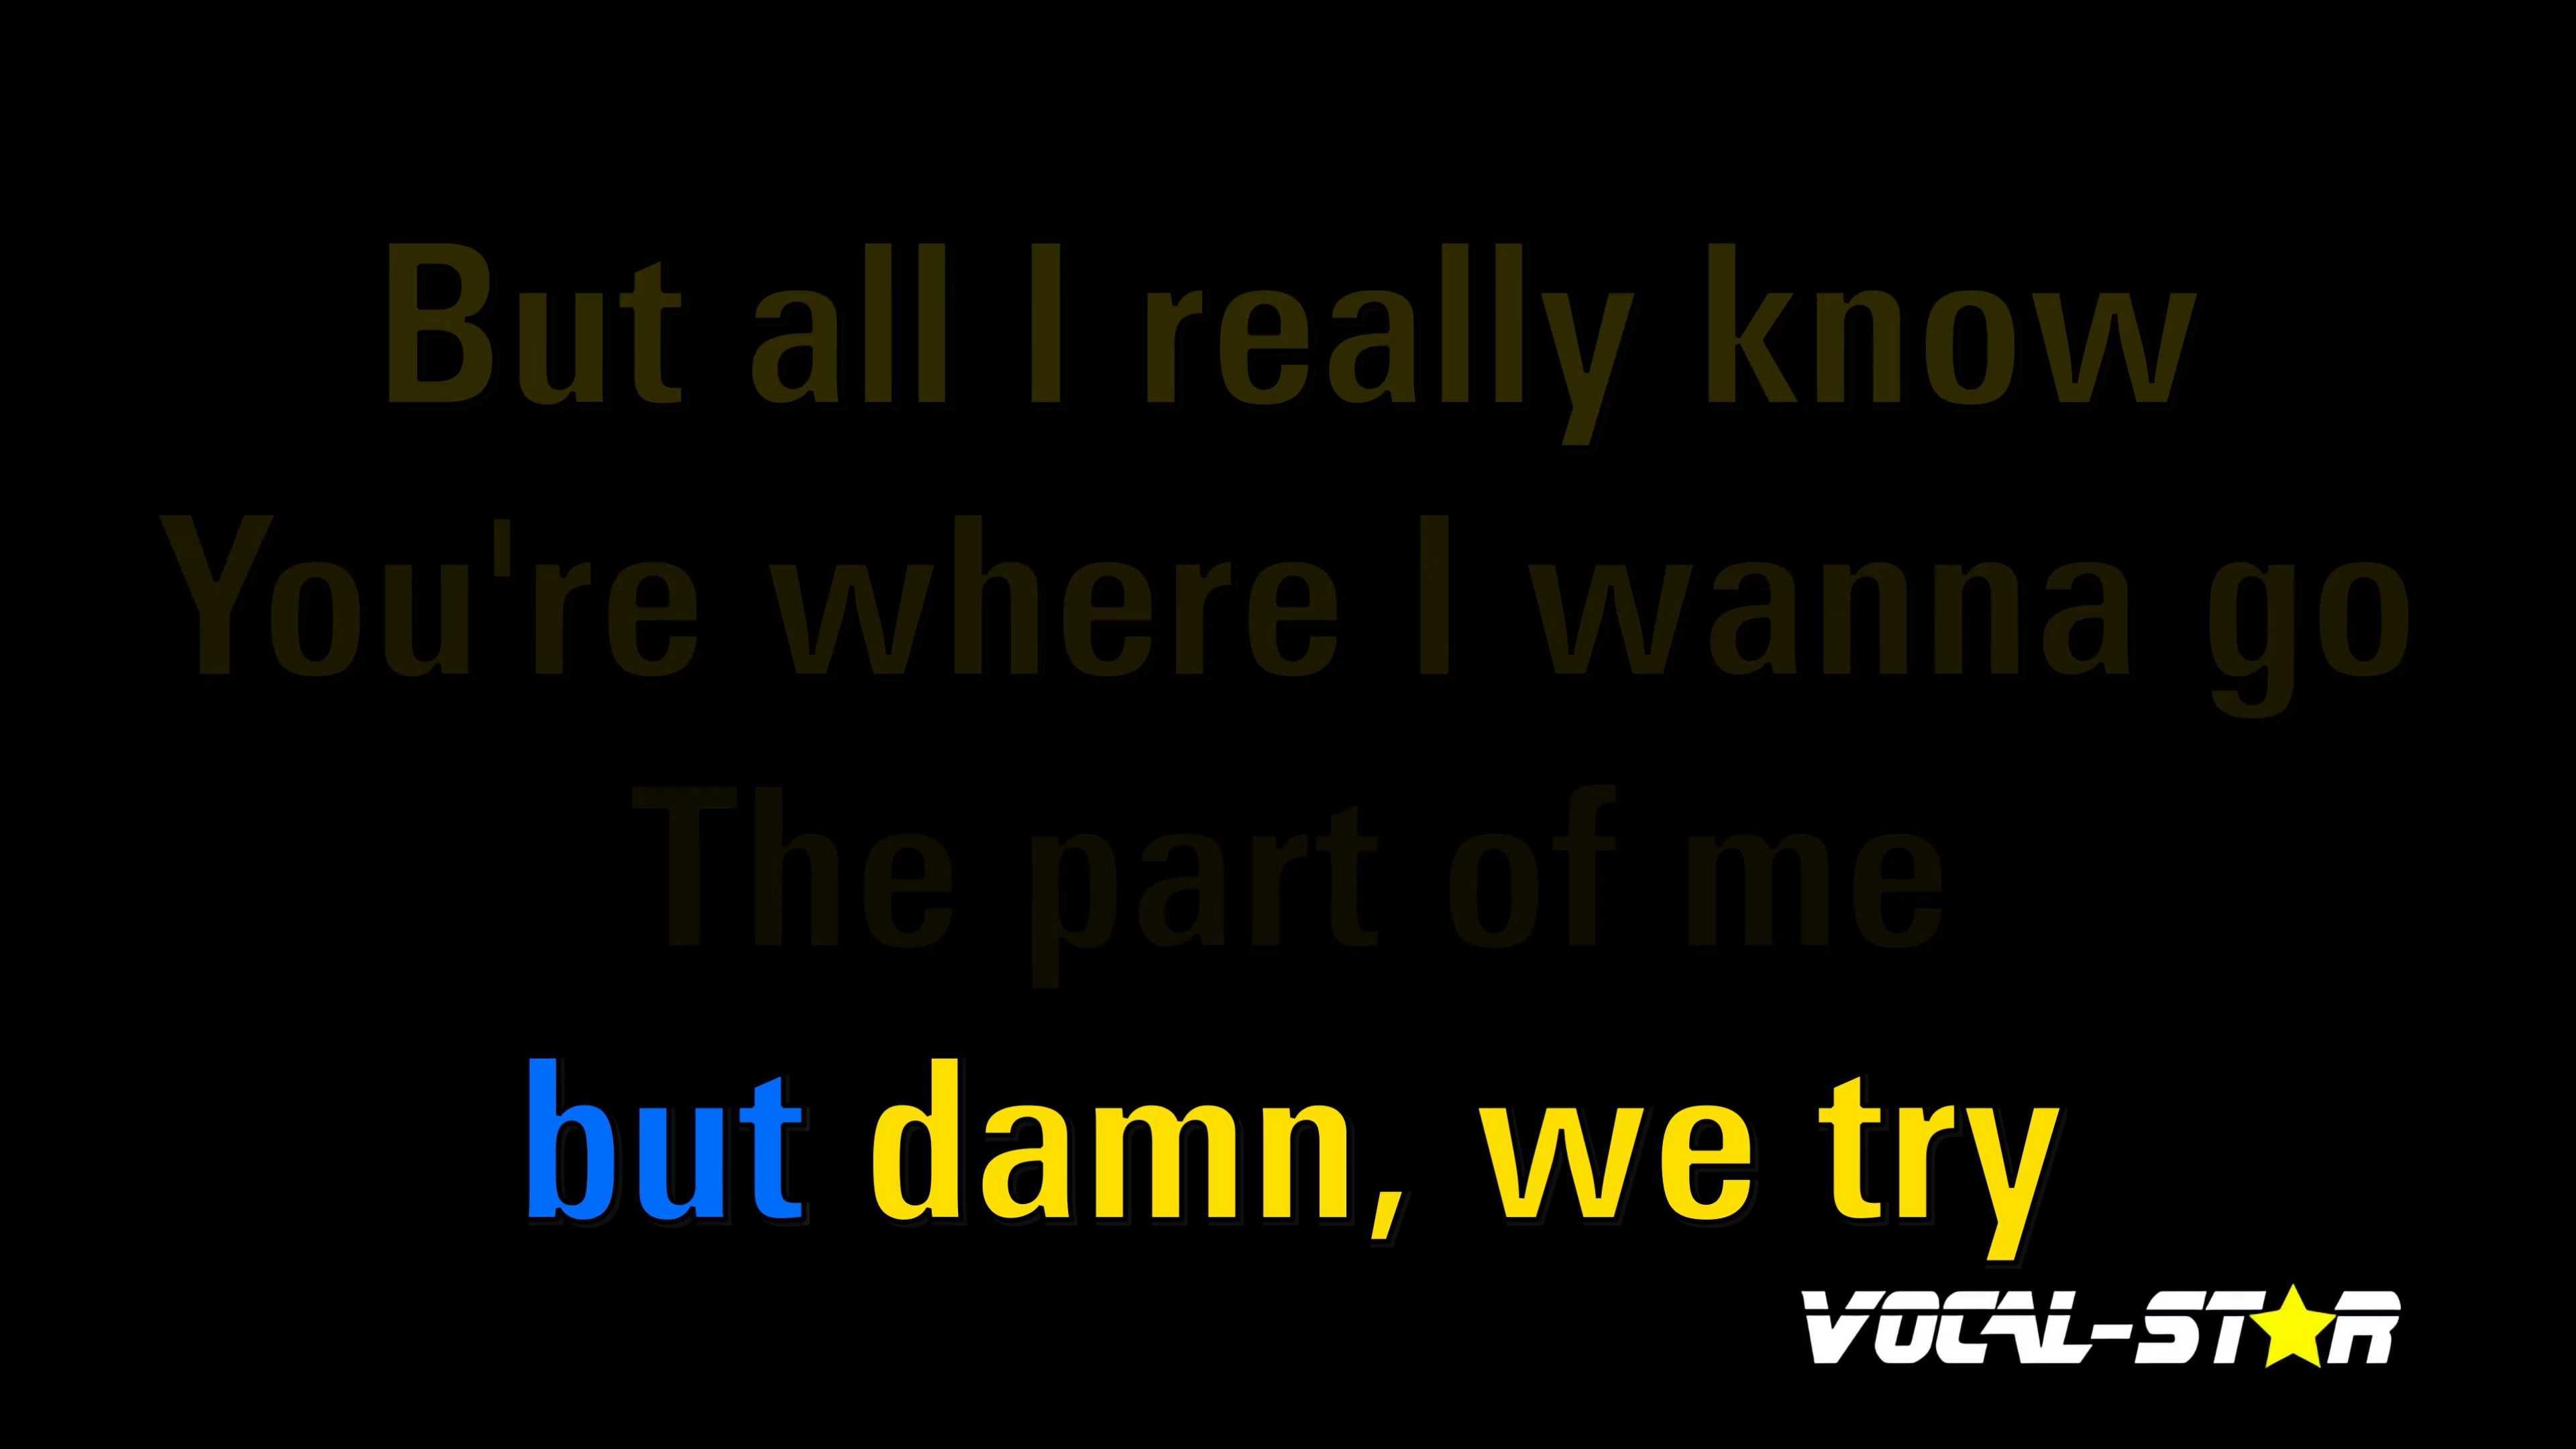 But all I really know
You're where I wanna go
The part of me
but damn, we try
VOCAL-STAR